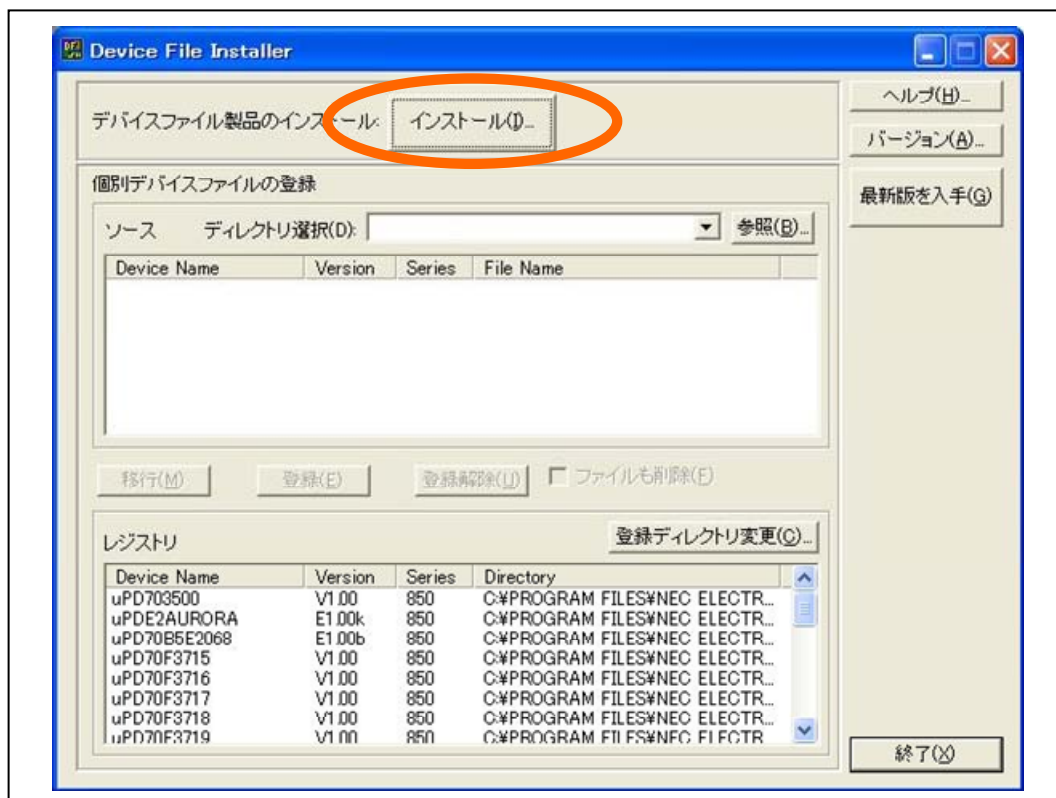 Device File Installer
デバイスファイル製品のインストール: インストール(I)...
ヘルプ(H)...
バージョン(A)...
最新版を入手(G)
個別デバイスファイルの登録
ソース ディレクトリ選択(D): 参照(B)...
Device Name Version Series File Name
移行(M) 登録(E) 登録解除(U) ファイルも削除(F)
レジストリ 登録ディレクトリ変更(C)...
Device Name Version Series Directory
uPD703500 V1.00 850 C:¥PROGRAM FILES¥NEC ELECTR...
uPDE2AURORA E1.00k 850 C:¥PROGRAM FILES¥NEC ELECTR...
uPD70B5E2068 E1.00b 850 C:¥PROGRAM FILES¥NEC ELECTR...
uPD70F3715 V1.00 850 C:¥PROGRAM FILES¥NEC ELECTR...
uPD70F3716 V1.00 850 C:¥PROGRAM FILES¥NEC ELECTR...
uPD70F3717 V1.00 850 C:¥PROGRAM FILES¥NEC ELECTR...
uPD70F3718 V1.00 850 C:¥PROGRAM FILES¥NEC ELECTR...
uPD70F3719 V1.00 850 C:¥PROGRAM FILES¥NEC ELECTR
終了(X)